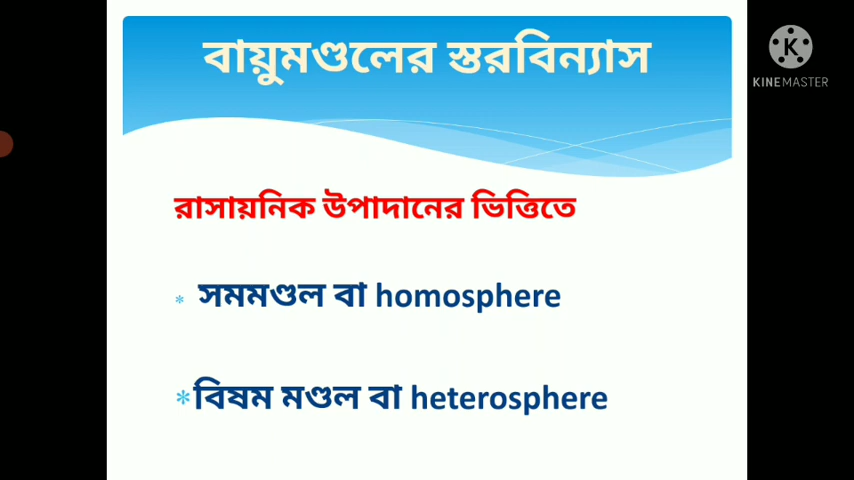 বায়ুমণ্ডলের স্তরবিন্যাস
K
KINEMASTER
রাসায়নিক উপাদানের ভিত্তিতে
* সমমণ্ডল বা homosphere
*বিষম মণ্ডল বা heterosphere